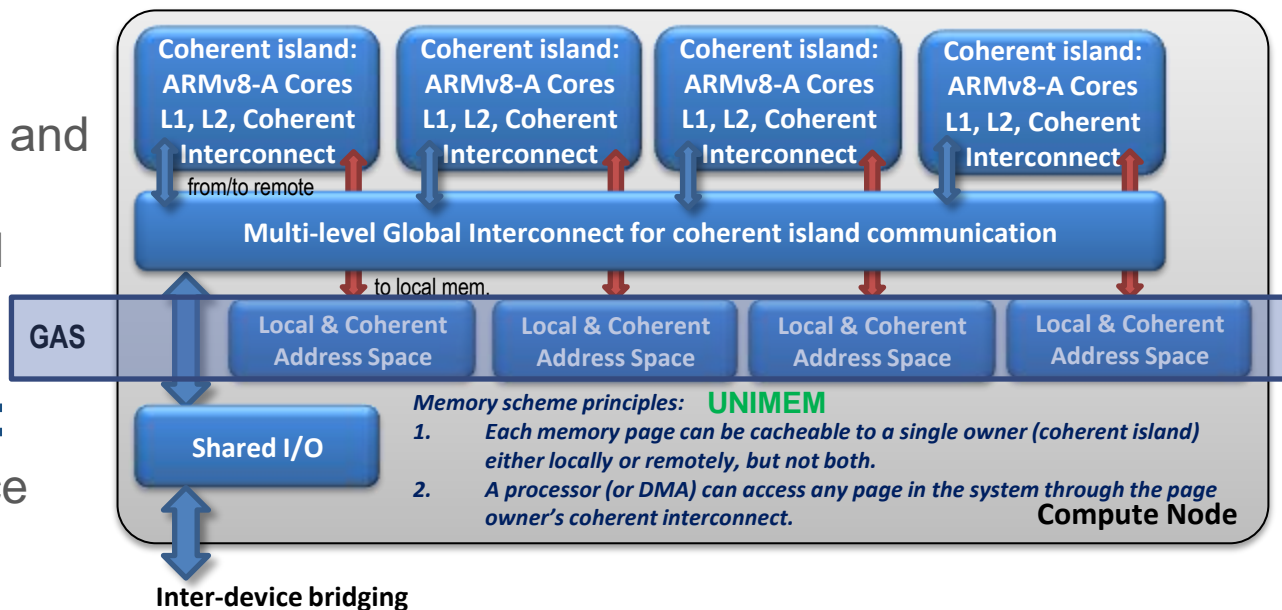 and
l
:
ce
Coherent island:
ARMv8-A Cores
L1, L2, Coherent
Interconnect
Coherent island:
ARMv8-A Cores
L1, L2, Coherent
Interconnect
Coherent island:
ARMv8-A Cores
L1, L2, Coherent
Interconnect
Coherent island:
ARMv8-A Cores
L1, L2, Coherent
Interconnect
from/to remote
Multi-level Global Interconnect for coherent island communication
to local mem.
GAS
Local & Coherent
Address Space
Local & Coherent
Address Space
Local & Coherent
Address Space
Local & Coherent
Address Space
Shared I/O
Memory scheme principles: UNIMEM
1. Each memory page can be cacheable to a single owner (coherent island)
either locally or remotely, but not both.
2. A processor (or DMA) can access any page in the system through the page
owner's coherent interconnect.
Compute Node
Inter-device bridging